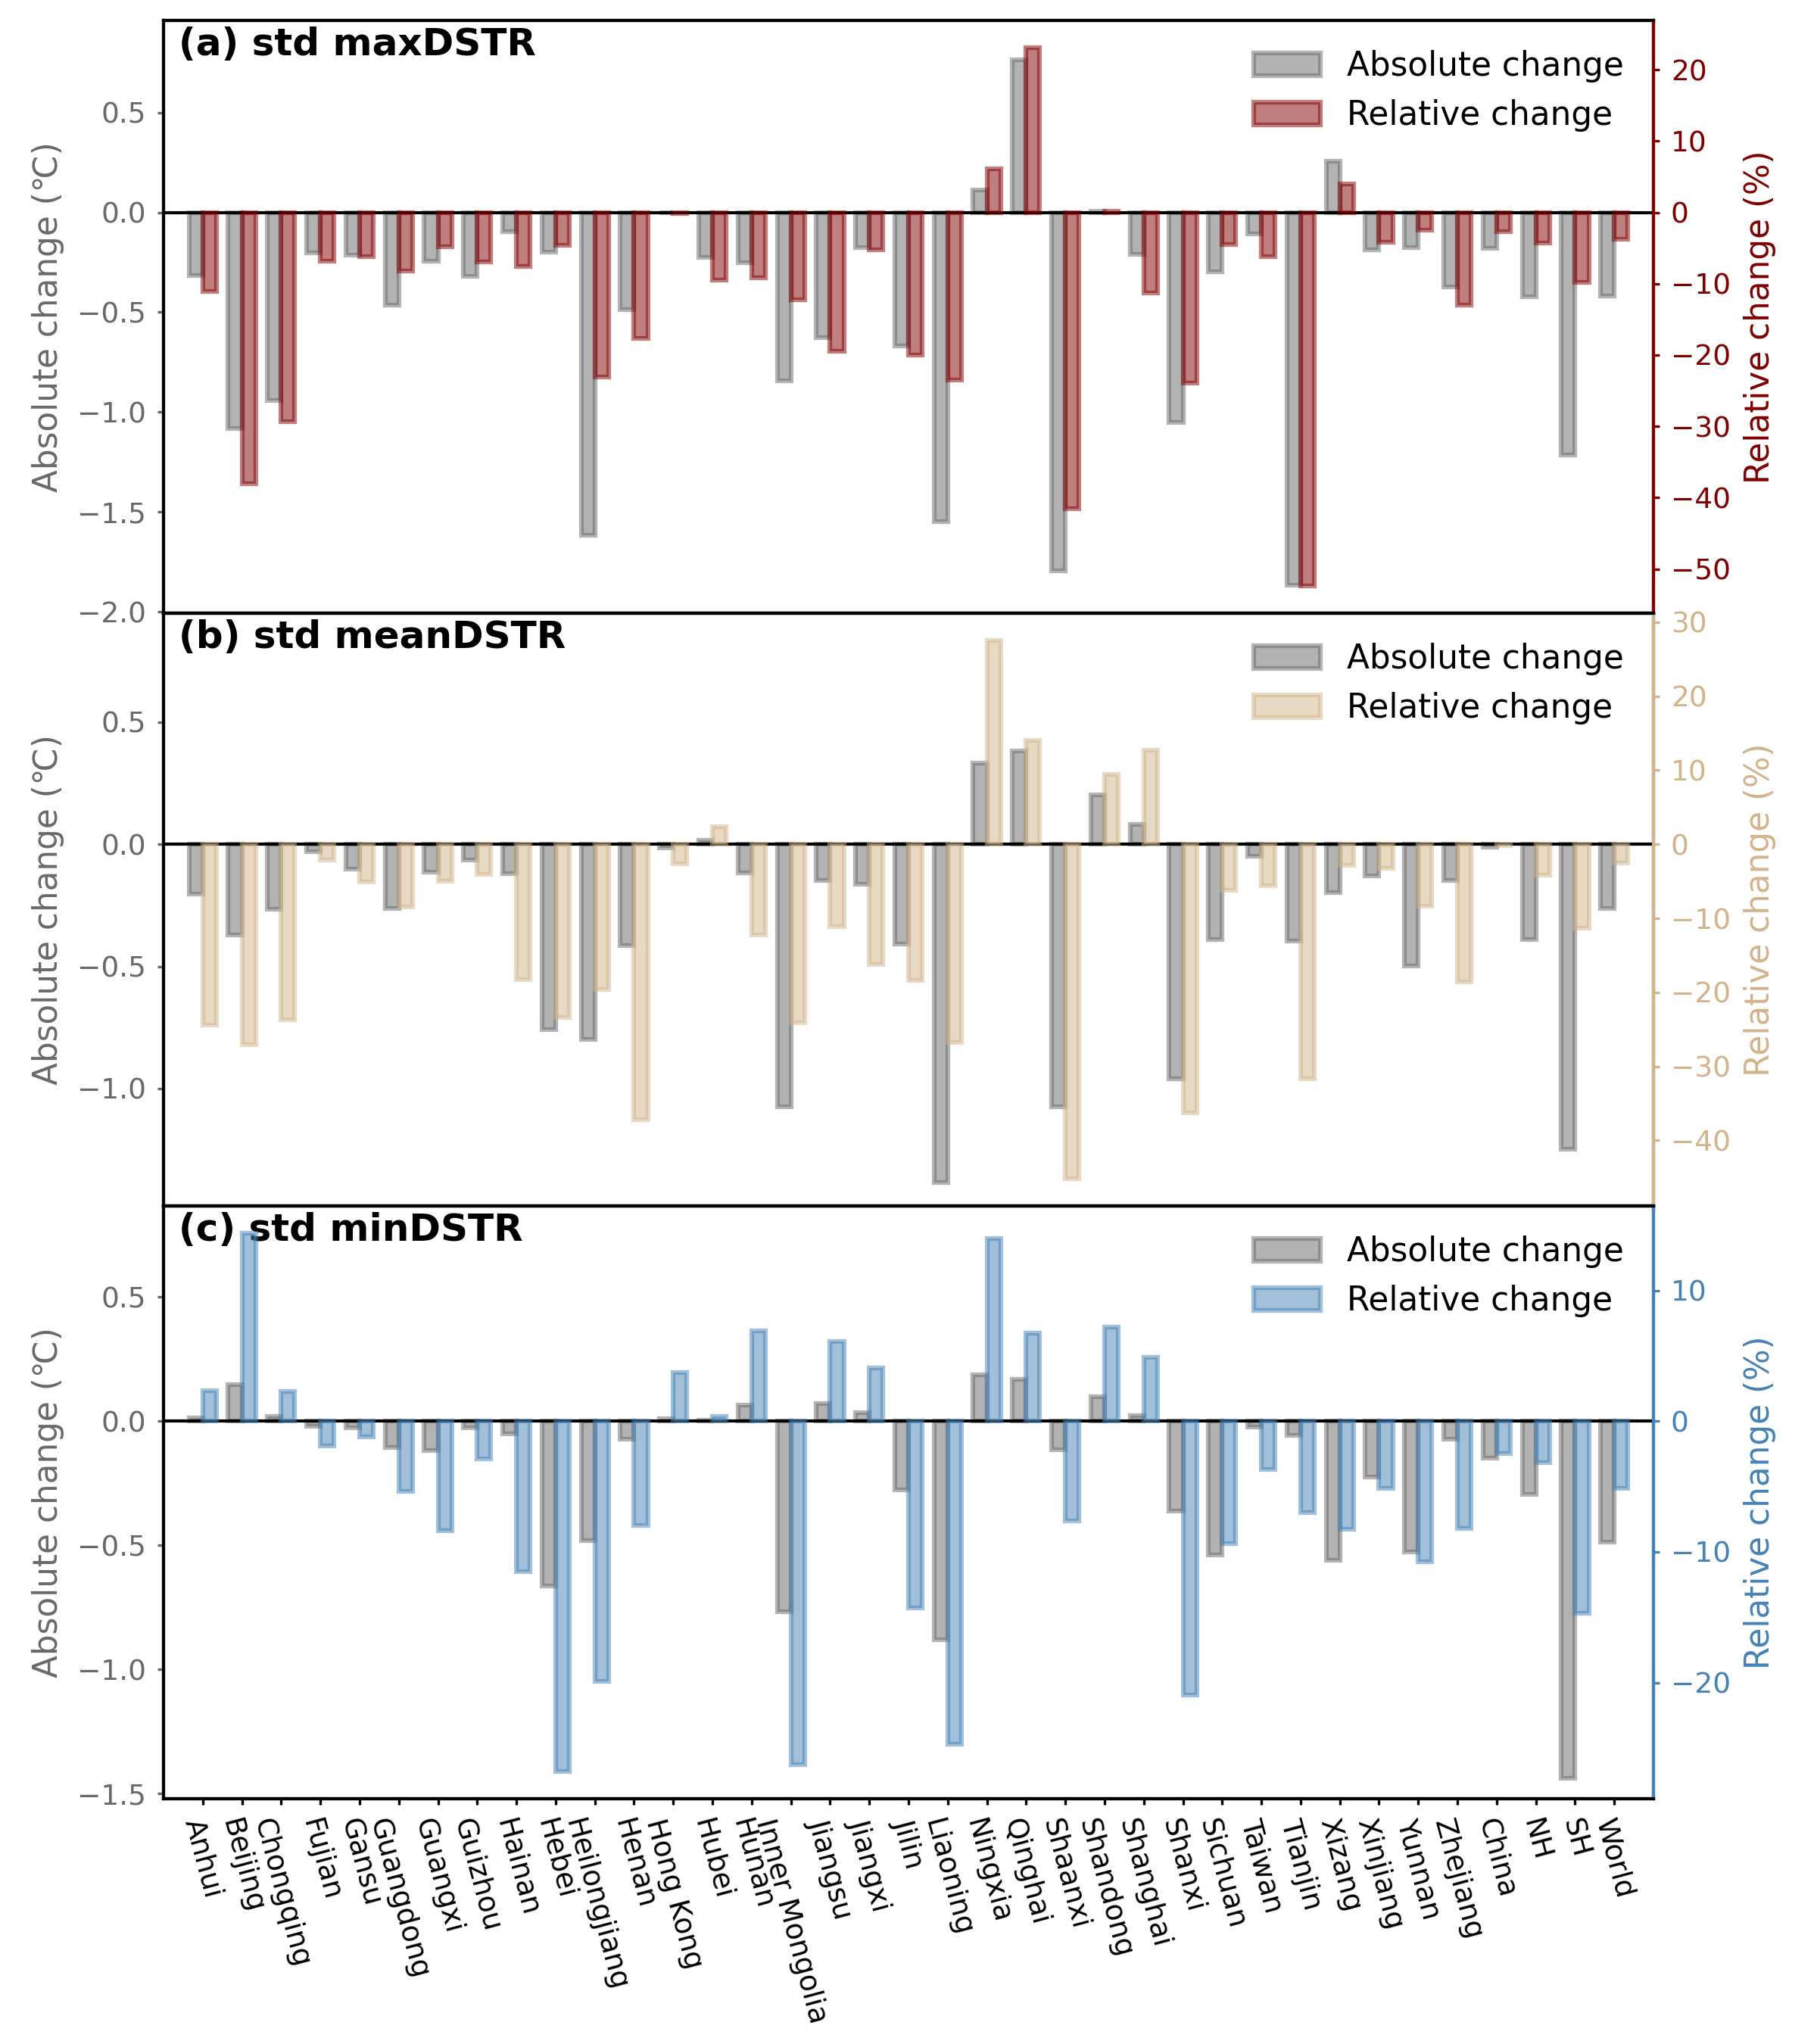 (a) std maxDSTR
Absolute change
Relative change
Absolute change (°C)
0.5
0.0
−0.5
−1.0
−1.5
−2.0
Relative change (%)
20
10
0
−10
−20
−30
−40
−50
(b) std meanDSTR
Absolute change
Relative change
Absolute change (°C)
0.5
0.0
−0.5
−1.0
Relative change (%)
30
20
10
0
−10
−20
−30
−40
(c) std minDSTR
Absolute change
Relative change
Absolute change (°C)
0.5
0.0
−0.5
−1.0
−1.5
Relative change (%)
10
0
−10
−20
Anhui
Beijing
Chongqing
Fujian
Gansu
Guangdong
Guangxi
Guizhou
Hainan
Hebei
Heilongjiang
Henan
Hong Kong
Hubei
Hunan
Inner Mongolia
Jiangsu
Jiangxi
Jilin
Liaoning
Ningxia
Qinghai
Shaanxi
Shandong
Shanghai
Shanxi
Sichuan
Taiwan
Tianjin
Xizang
Xinjiang
Yunnan
Zhejiang
China
NH
SH
World